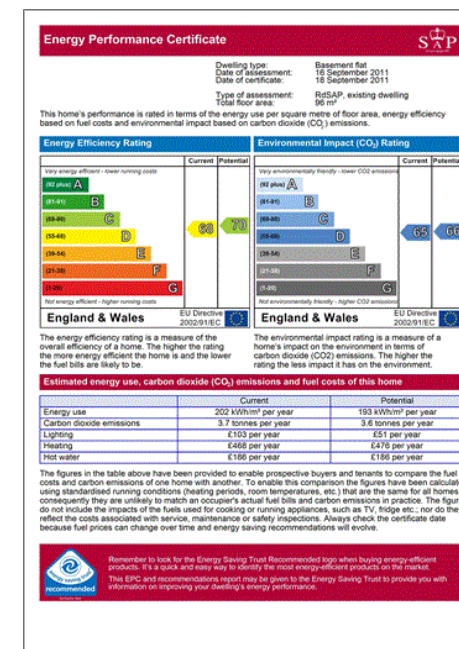 Energy Performance Certificate
SAP
Dwelling type: Basement flat
Date of assessment: 16 September 2011
Date of certificate: 18 September 2011
Type of assessment: RdSAP, existing dwelling
Total floor area: 96 m²
This home's performance is rated in terms of the energy use per square metre of floor area, energy efficiency
based on fuel costs and environmental impact based on carbon dioxide (CO₂) emissions.
Energy Efficiency Rating
Current Potential
Very energy efficient - lower running costs
(92 plus) A
(81-91) B
(69-80) C
(55-68) D
(39-54) E
(21-38) F
(1-20) G
68 70
Not energy efficient - higher running costs
England & Wales
EU Directive
2002/91/EC
Environmental Impact (CO₂) Rating
Current Potential
Very environmentally friendly - lower CO2 emissions
(92 plus) A
(81-91) B
(69-80) C
(55-68) D
(39-54) E
(21-38) F
(1-20) G
65 66
Not environmentally friendly - higher CO2 emissions
England & Wales
EU Directive
2002/91/EC
The energy efficiency rating is a measure of the
overall efficiency of a home. The higher the rating
the more energy efficient the home is and the lower
the fuel bills are likely to be.
The environmental impact rating is a measure of a
home's impact on the environment in terms of
carbon dioxide (CO2) emissions. The higher the
rating the less impact it has on the environment.
Estimated energy use, carbon dioxide (CO₂) emissions and fuel costs of this home
Current Potential
Energy use 202 kWh/m² per year 193 kWh/m² per year
Carbon dioxide emissions 3.7 tonnes per year 3.6 tonnes per year
Lighting £103 per year £51 per year
Heating £468 per year £476 per year
Hot water £186 per year £186 per year
The figures in the table above have been provided to enable prospective buyers and tenants to compare the fuel
costs and carbon emissions of one home with another. To enable this comparison the figures have been calculate
using standardised running conditions (heating periods, room temperatures, etc.) that are the same for all homes
consequently they are unlikely to match an occupier's actual fuel bills and carbon emissions in practice. The figur
do not include the impacts of the fuels used for cooking or running appliances, such as TV, fridge etc.; nor do they
reflect the costs associated with service, maintenance or safety inspections. Always check the certificate date
because fuel prices can change over time and energy saving recommendations will evolve.
energy saving trust
recommended
Remember to look for the Energy Saving Trust Recommended logo when buying energy-efficient
products. It's a quick and easy way to identify the most energy-efficient products on the market.
This EPC and recommendations report may be given to the Energy Saving Trust to provide you with
information on improving your dwelling's energy performance.